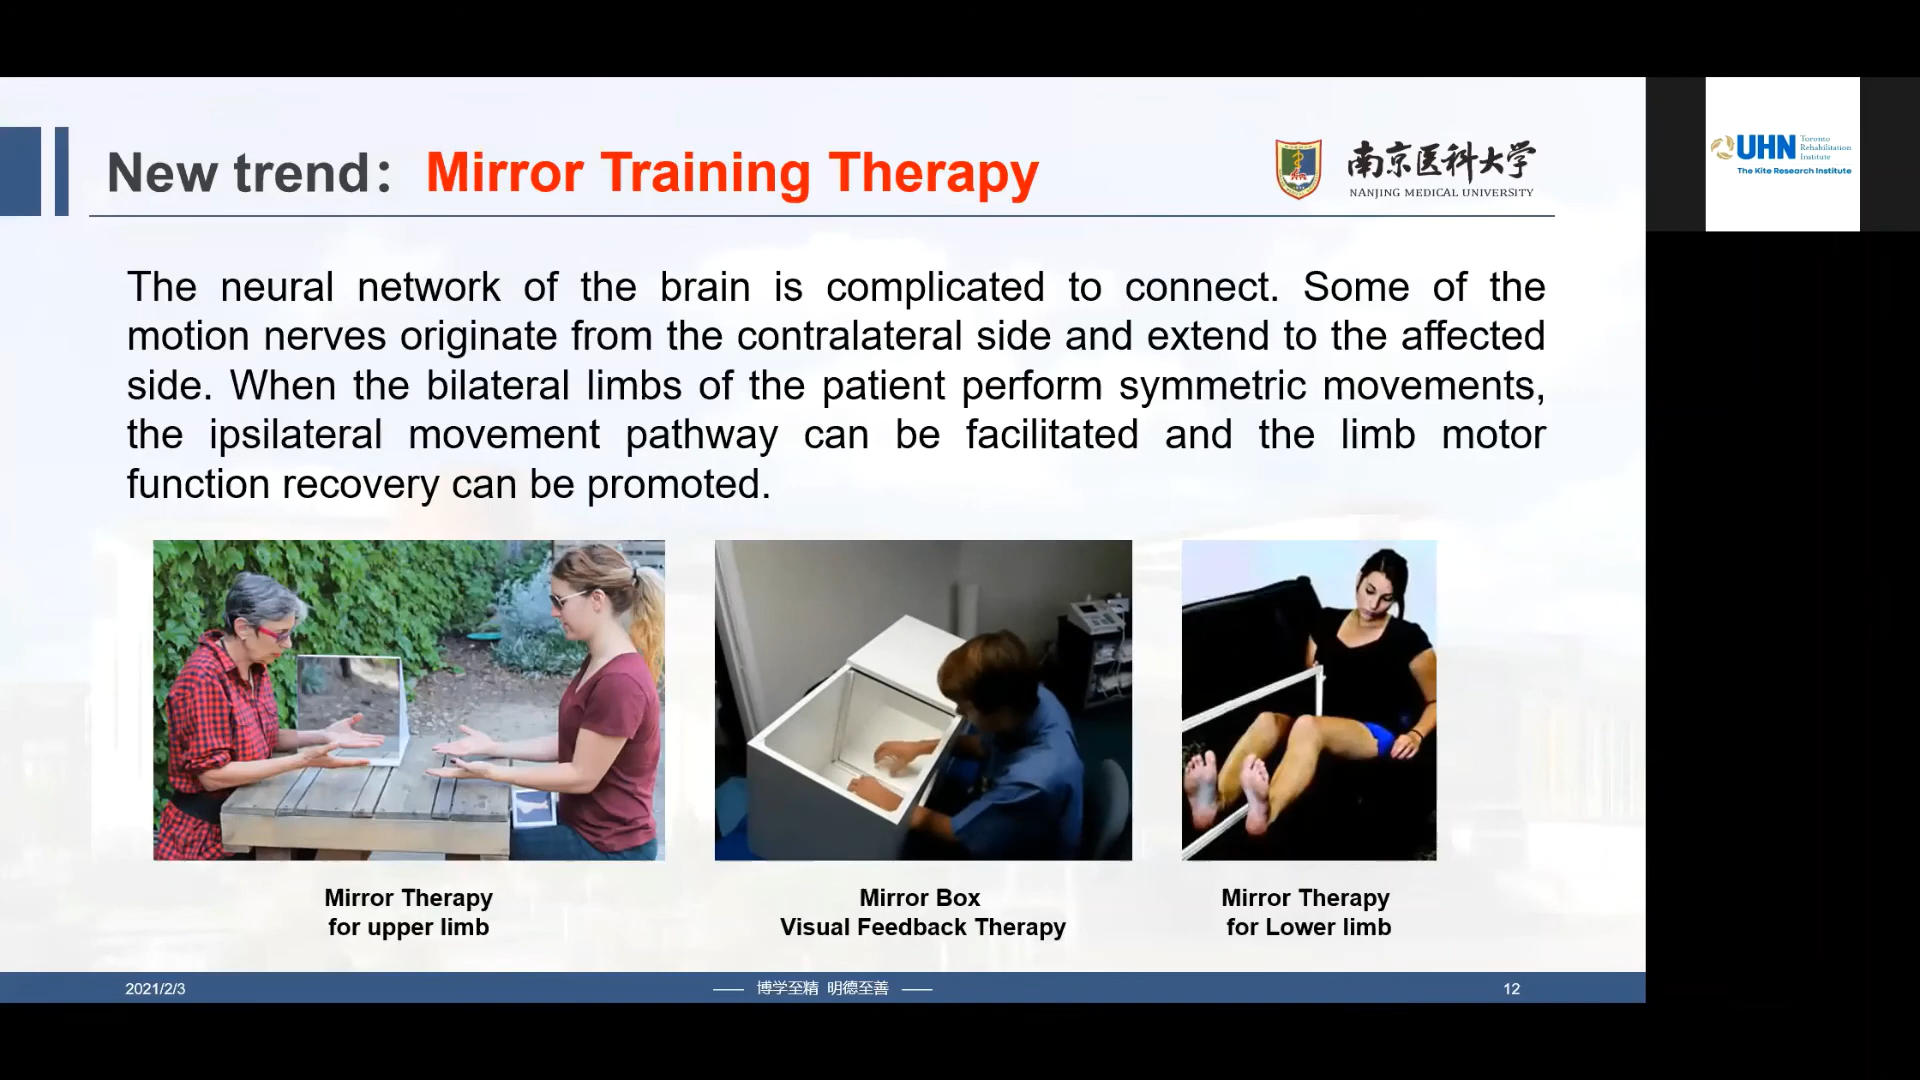 New trend： Mirror Training Therapy
南京医科大学
NANJING MEDICAL UNIVERSITY
UHN
Toronto
Rehabilitation
Institute
The Kite Research Institute
The neural network of the brain is complicated to connect. Some of the
motion nerves originate from the contralateral side and extend to the affected
side. When the bilateral limbs of the patient perform symmetric movements,
the ipsilateral movement pathway can be facilitated and the limb motor
function recovery can be promoted.
Mirror Therapy
for upper limb
Mirror Box
Visual Feedback Therapy
Mirror Therapy
for Lower limb
2021/2/3
—— 博学至精 明德至善 ——
12